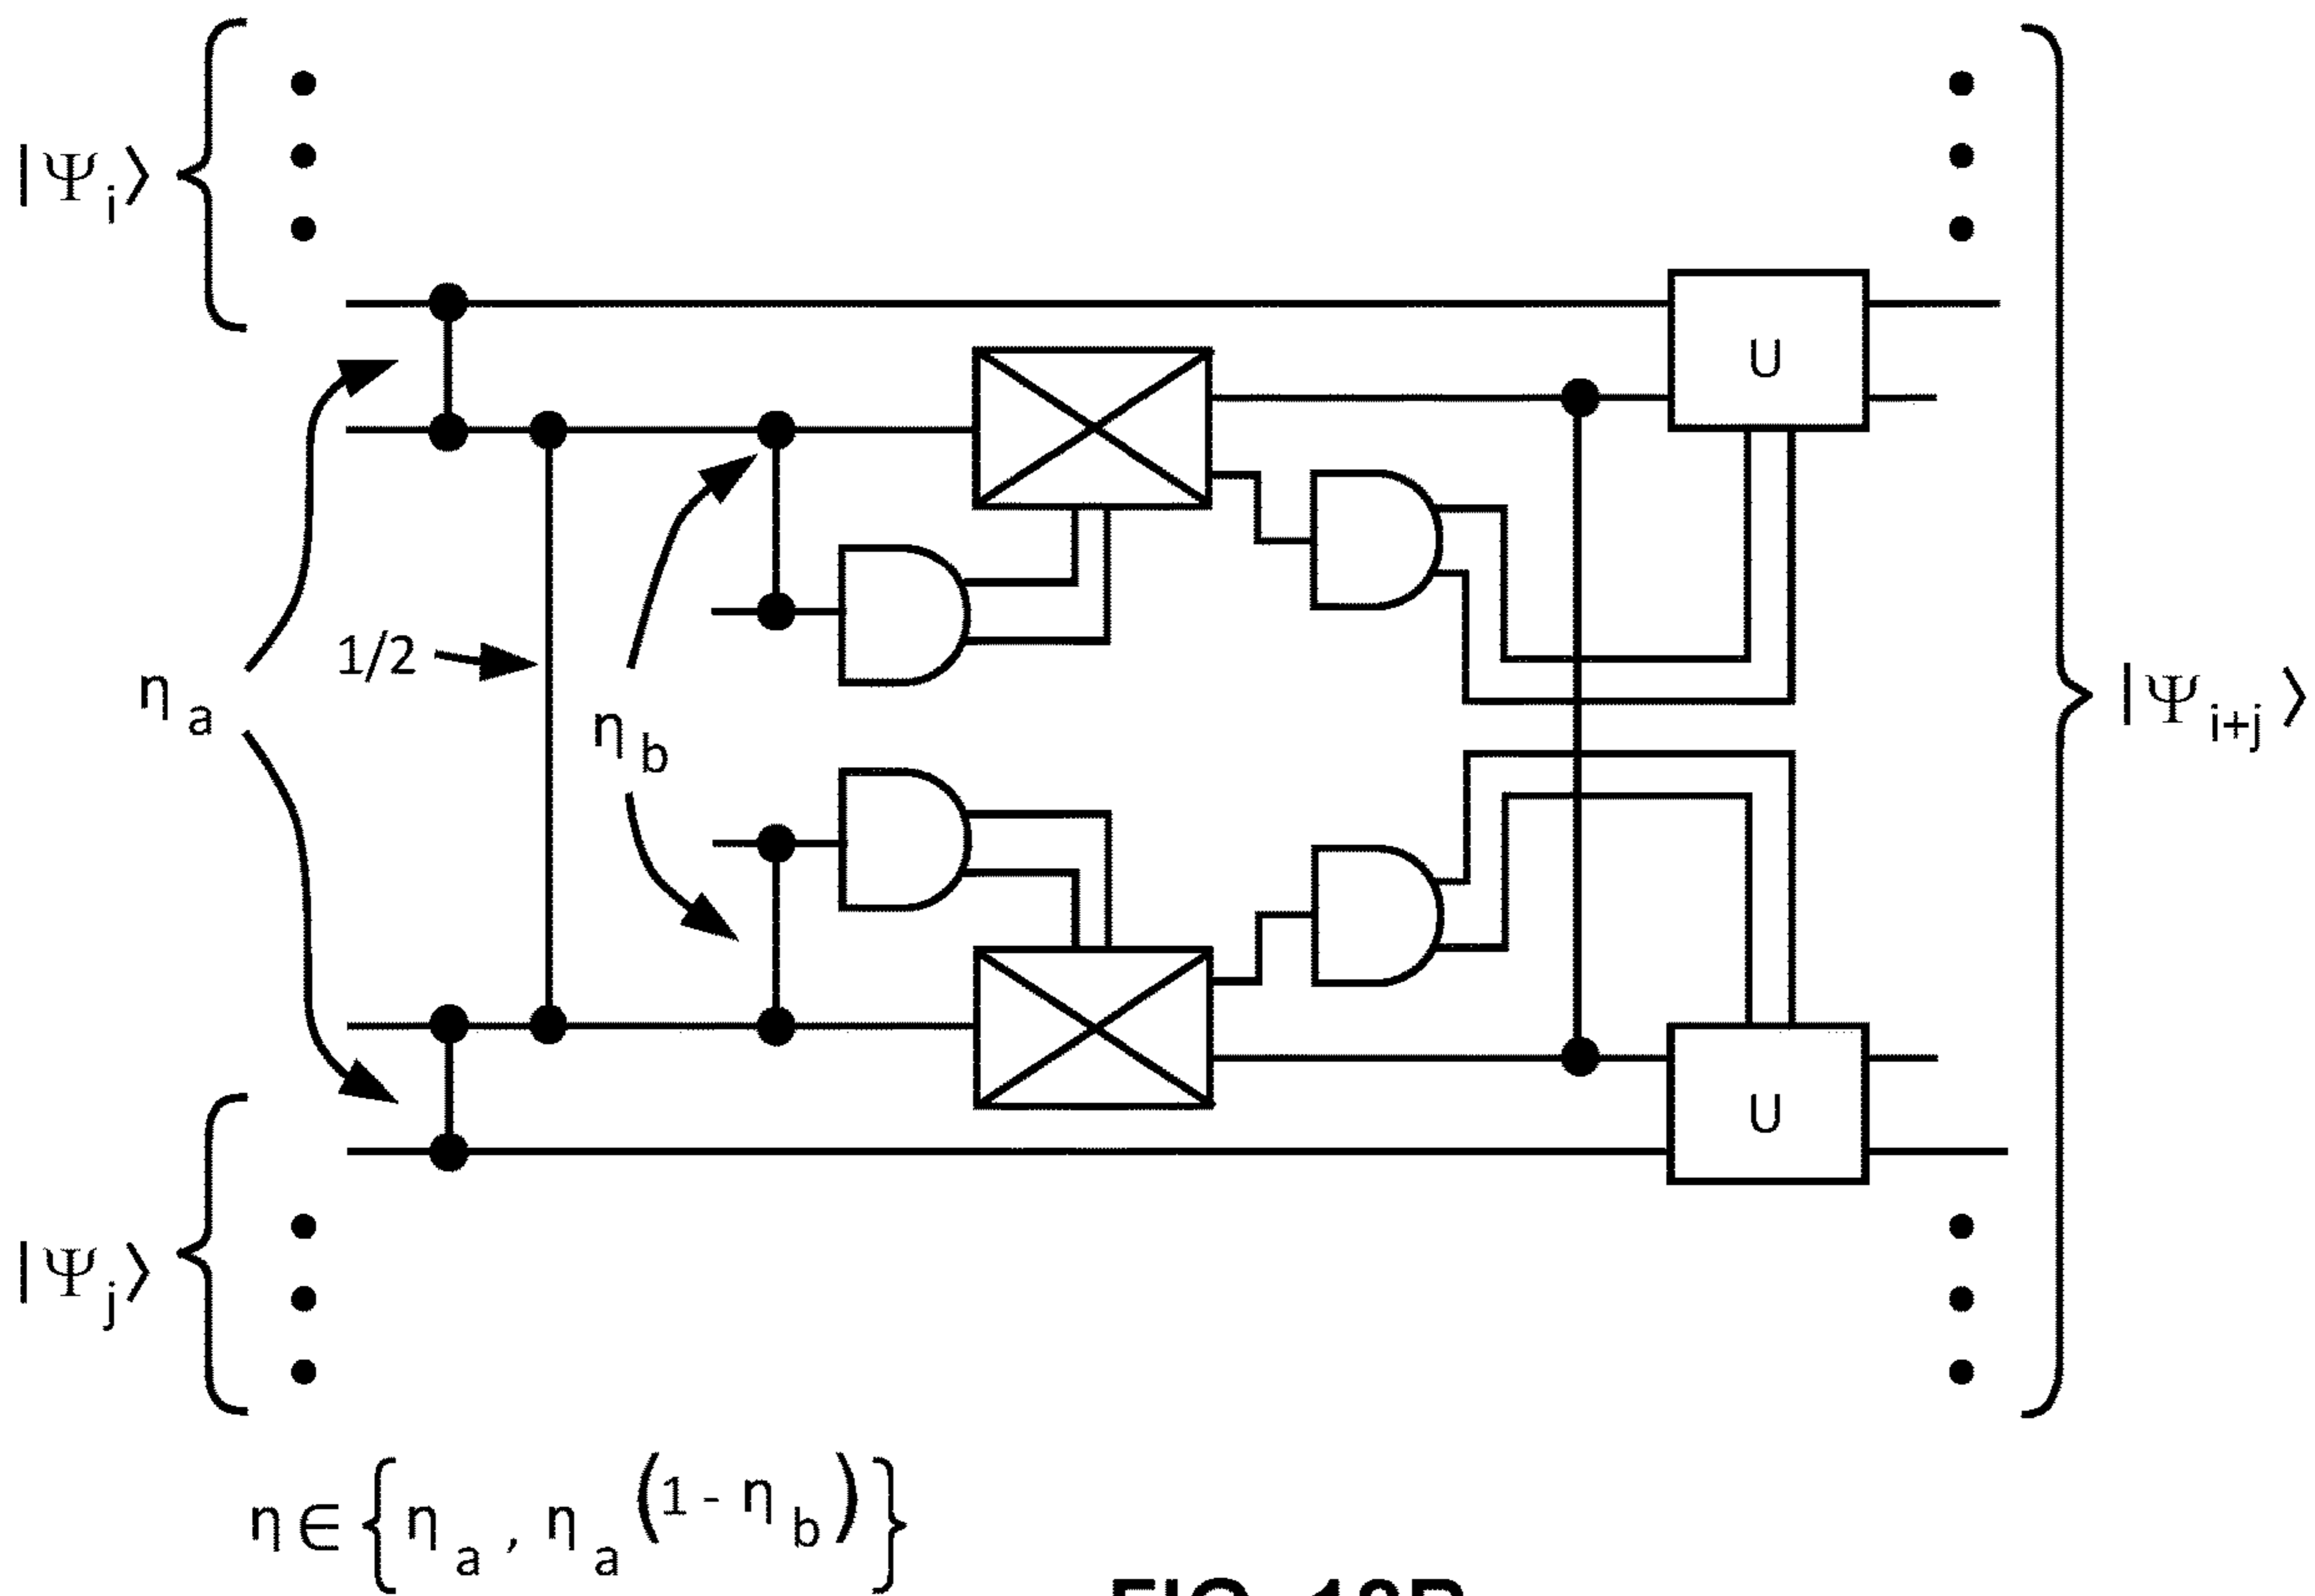 |Ψi⟩
U
1/2
ηa
ηb
|Ψi+j⟩
U
|Ψj⟩
η ∈ {ηa , ηa (1 - ηb)}